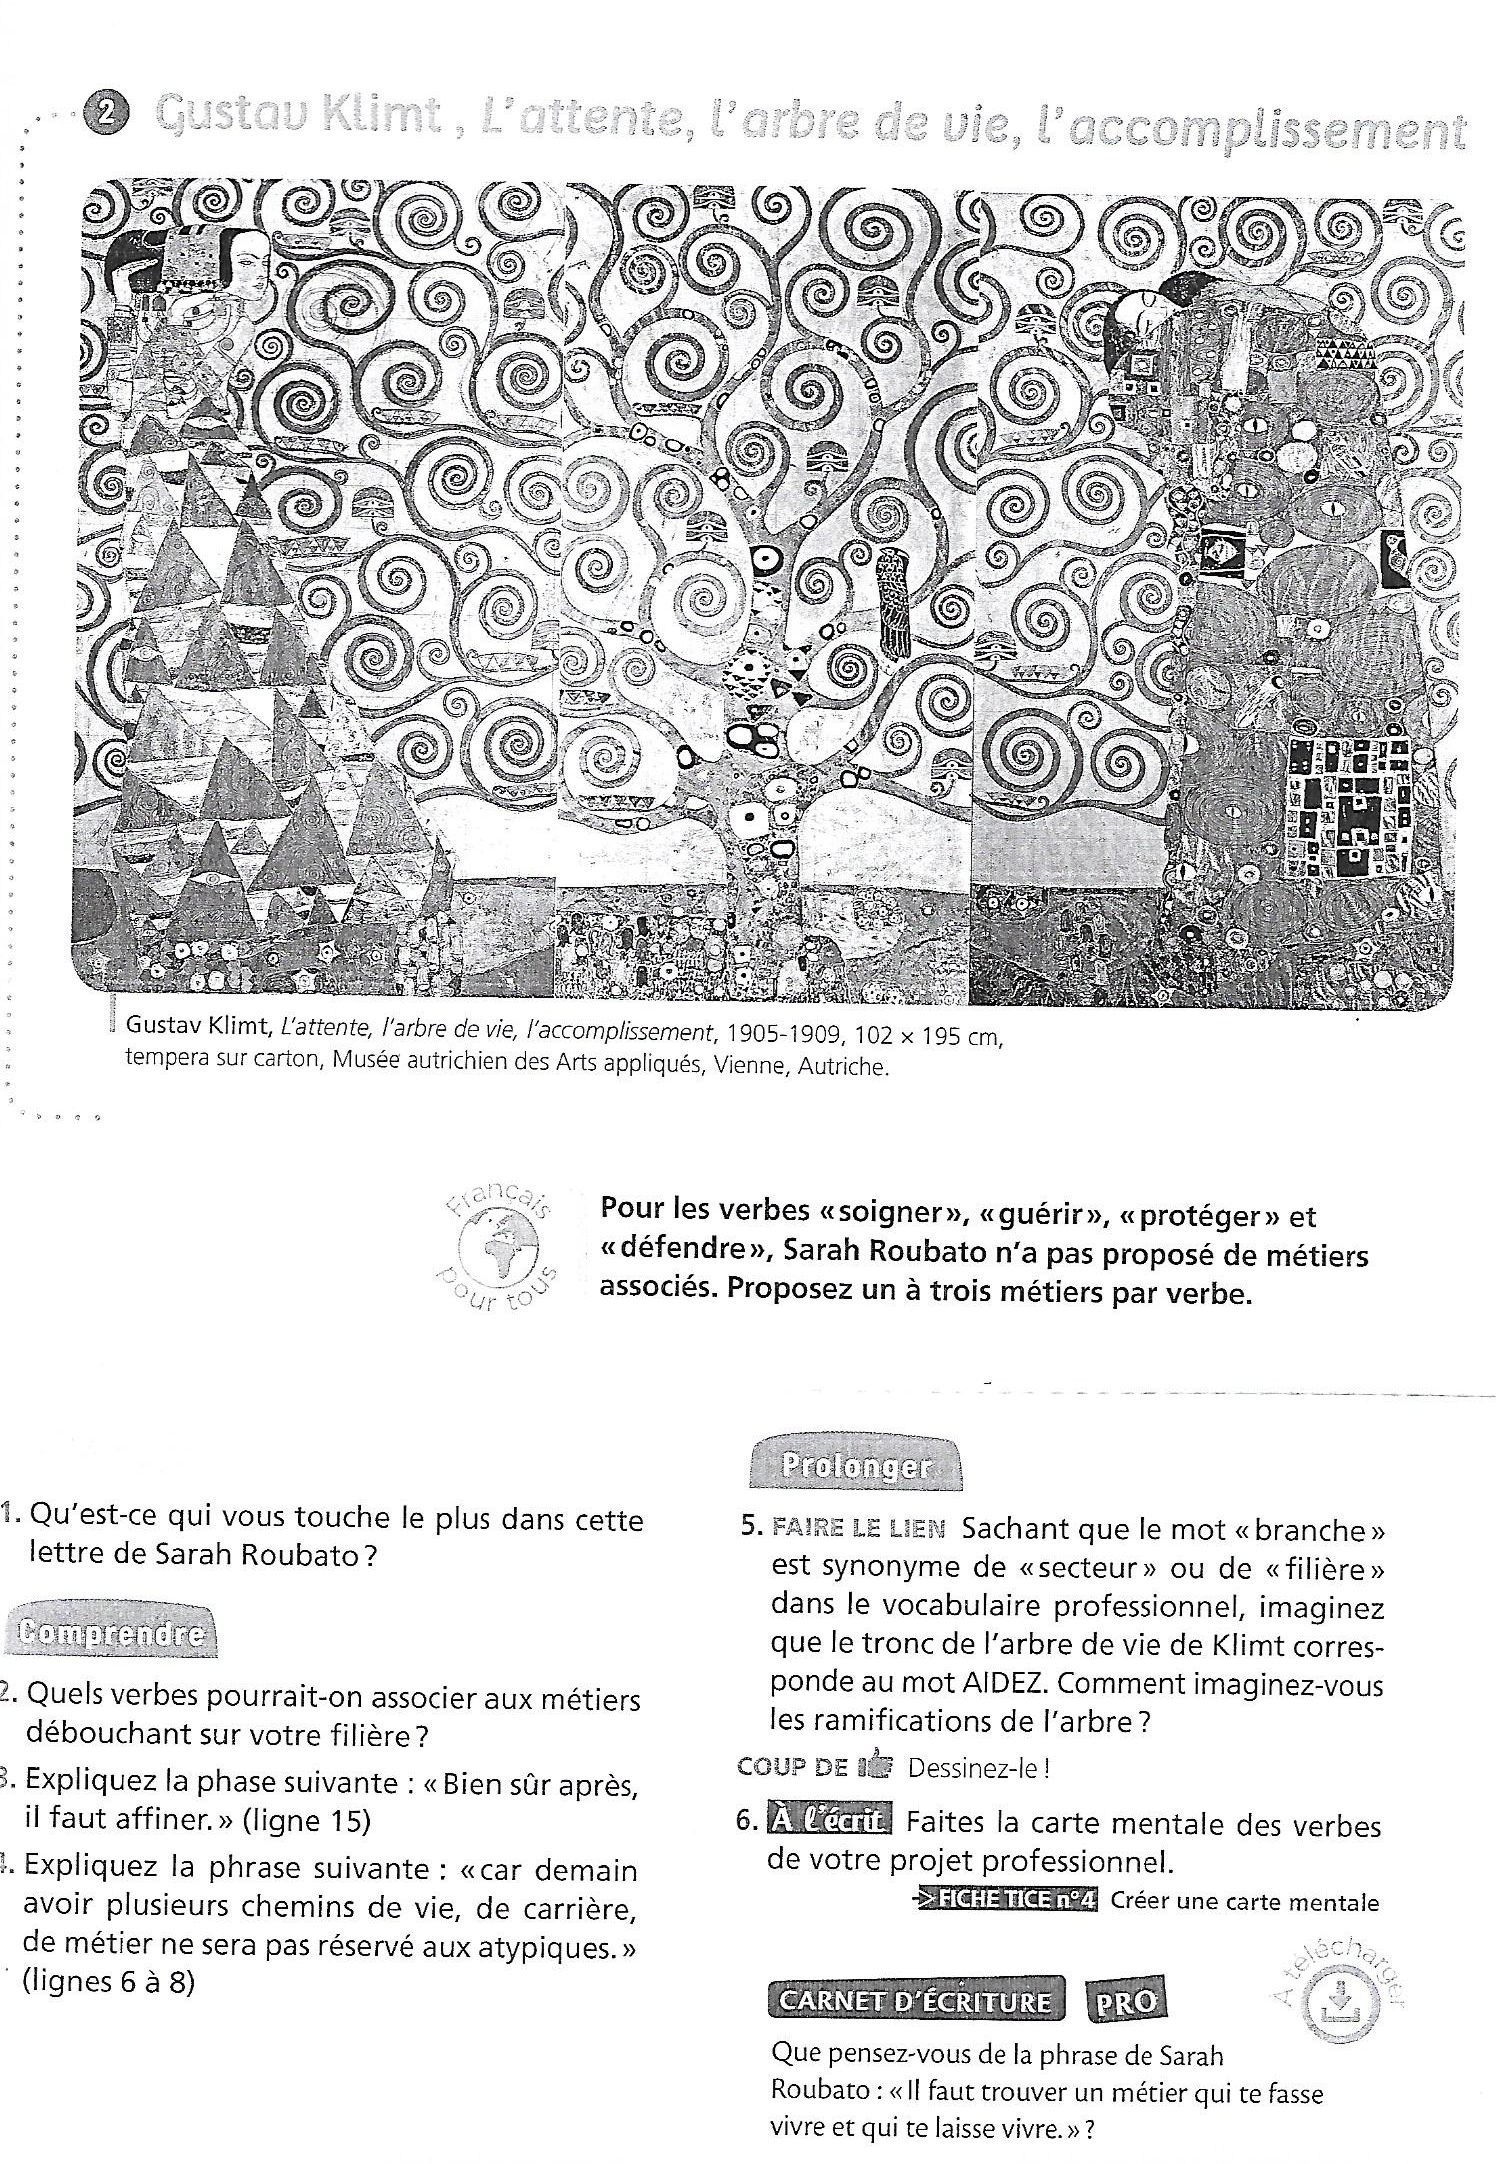 2 Gustav Klimt, L'attente, l'arbre de vie, l'accomplissement
Gustav Klimt, L'attente, l'arbre de vie, l'accomplissement, 1905-1909, 102 × 195 cm,
tempera sur carton, Musée autrichien des Arts appliqués, Vienne, Autriche.
Français
pour tous
Pour les verbes «soigner», «guérir», «protéger» et
«défendre», Sarah Roubato n'a pas proposé de métiers
associés. Proposez un à trois métiers par verbe.
1. Qu'est-ce qui vous touche le plus dans cette
lettre de Sarah Roubato ?
Comprendre
2. Quels verbes pourrait-on associer aux métiers
débouchant sur votre filière ?
3. Expliquez la phase suivante : « Bien sûr après,
il faut affiner. » (ligne 15)
4. Expliquez la phrase suivante : «car demain
avoir plusieurs chemins de vie, de carrière,
de métier ne sera pas réservé aux atypiques. »
(lignes 6 à 8)
Prolonger
5. FAIRE LE LIEN Sachant que le mot «branche»
est synonyme de «secteur» ou de «filière»
dans le vocabulaire professionnel, imaginez
que le tronc de l'arbre de vie de Klimt corres-
ponde au mot AIDEZ. Comment imaginez-vous
les ramifications de l'arbre ?
COUP DE Dessinez-le !
6. À l'écrit Faites la carte mentale des verbes
de votre projet professionnel.
FICHE TICE n°4 Créer une carte mentale
À télécharger
CARNET D'ÉCRITURE PRO
Que pensez-vous de la phrase de Sarah
Roubato : « Il faut trouver un métier qui te fasse
vivre et qui te laisse vivre. » ?